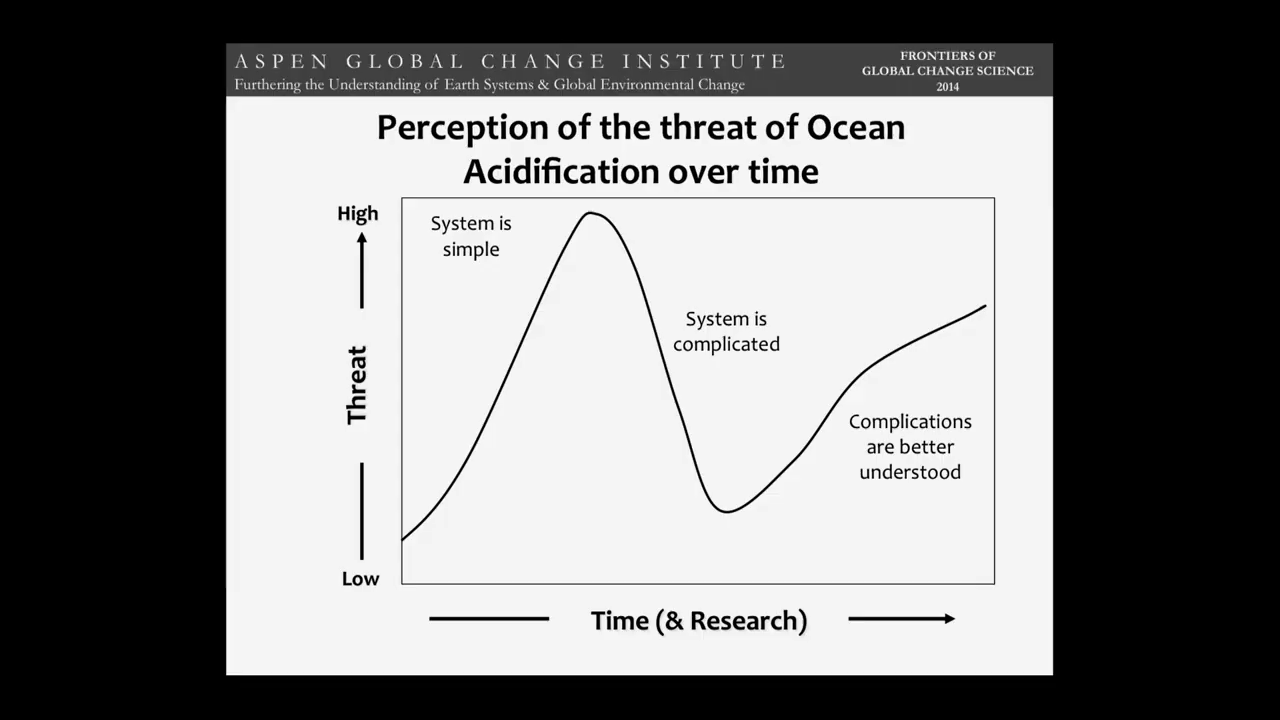 ASPEN GLOBAL CHANGE INSTITUTE
Furthering the Understanding of Earth Systems & Global Environmental Change
FRONTIERS OF
GLOBAL CHANGE SCIENCE
2014
Perception of the threat of Ocean
Acidification over time
High
Threat
Low
System is
simple
System is
complicated
Complications
are better
understood
Time (& Research)